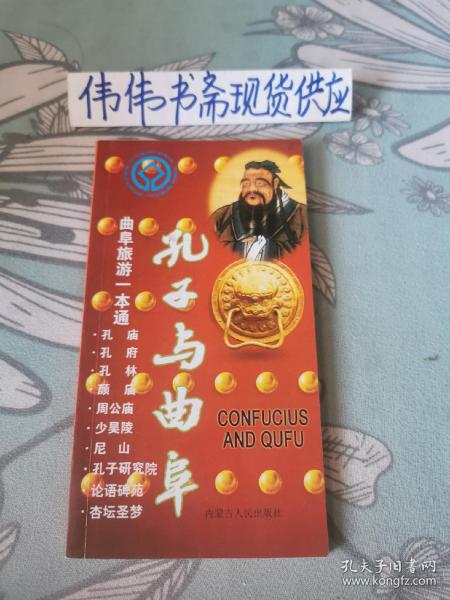 伟伟书斋现货供应
孔子与曲阜
曲阜旅游一本通
·孔庙
·孔府
·孔林
·颜庙
·周公庙
·少昊陵
·尼山
·孔子研究院
·论语碑苑
·杏坛圣梦
CONFUCIUS
AND QUFU
内蒙古人民出版社
孔夫子旧书网
www.kongfz.com